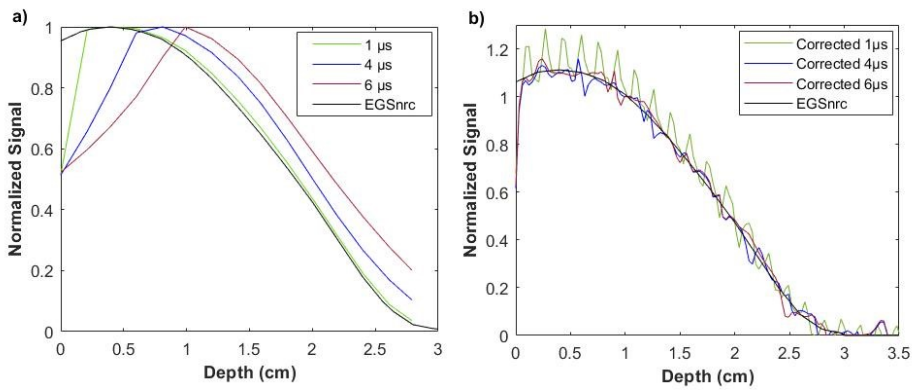 a)
1
0.8
0.6
0.4
0.2
0
0 0.5 1 1.5 2 2.5 3
Normalized Signal
Depth (cm)
1 µs
4 µs
6 µs
EGSnrc
b)
1.2
1
0.8
0.6
0.4
0.2
0
0 0.5 1 1.5 2 2.5 3 3.5
Normalized Signal
Depth (cm)
Corrected 1µs
Corrected 4µs
Corrected 6µs
EGSnrc